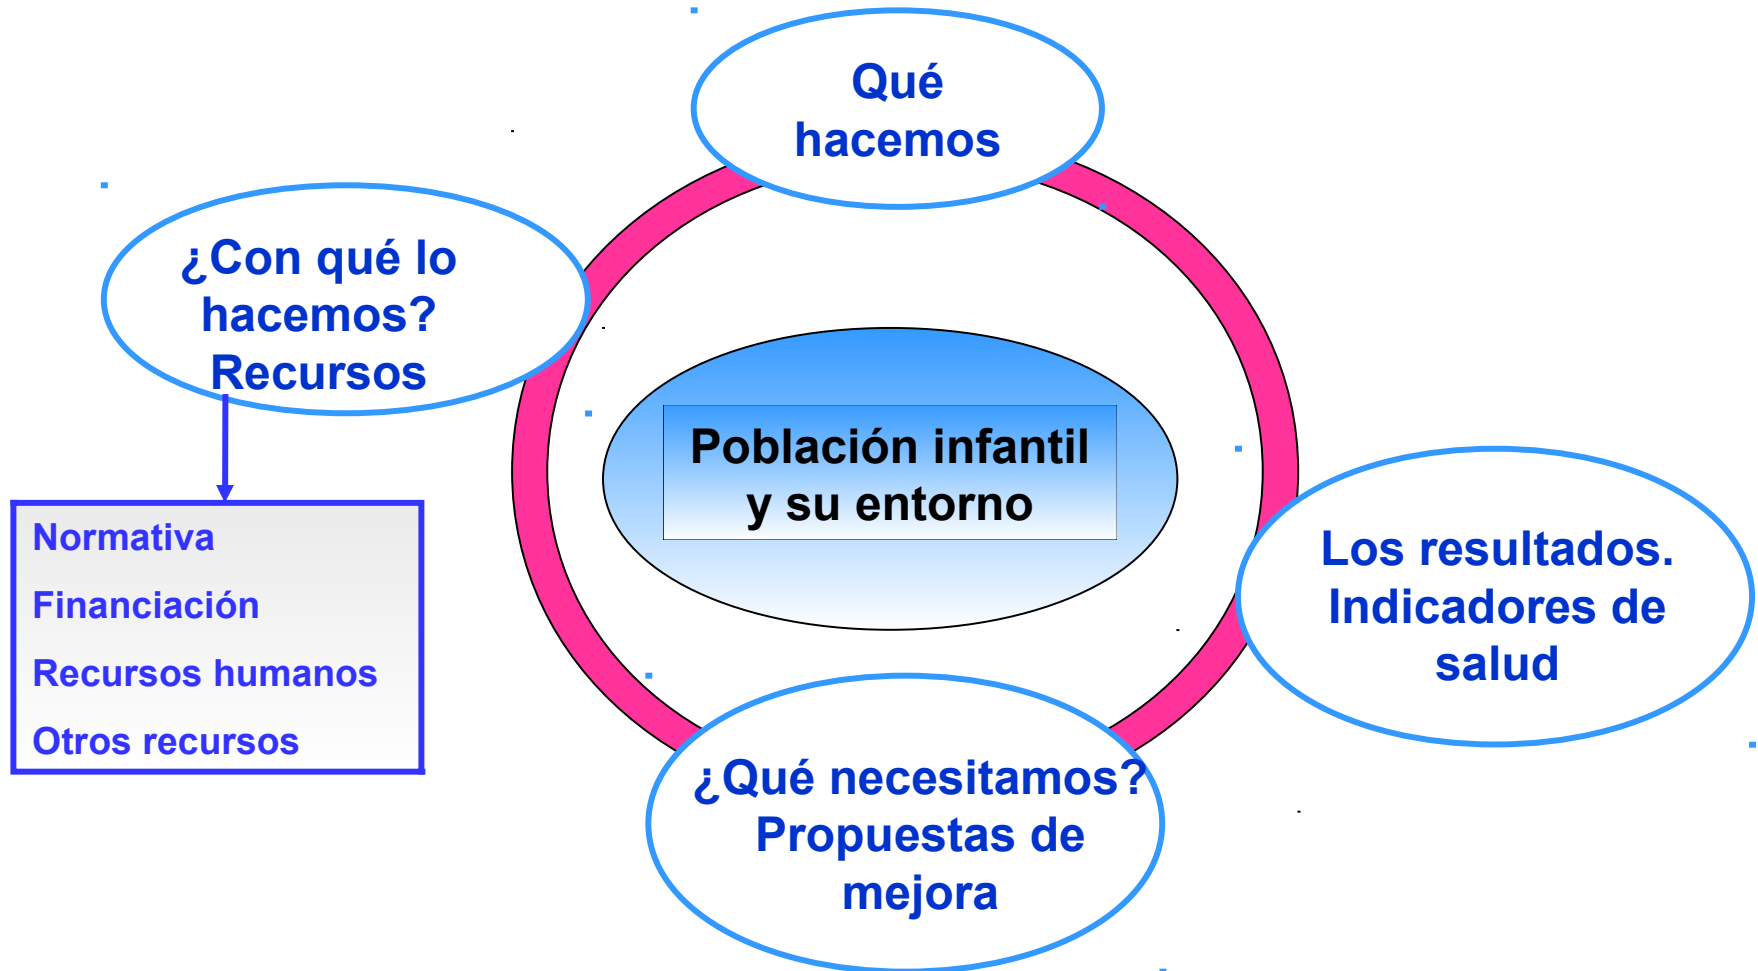 Qué
hacemos
¿Con qué lo
hacemos?
Recursos
Población infantil
y su entorno
Normativa
Financiación
Recursos humanos
Otros recursos
Los resultados.
Indicadores de
salud
¿Qué necesitamos?
Propuestas de
mejora